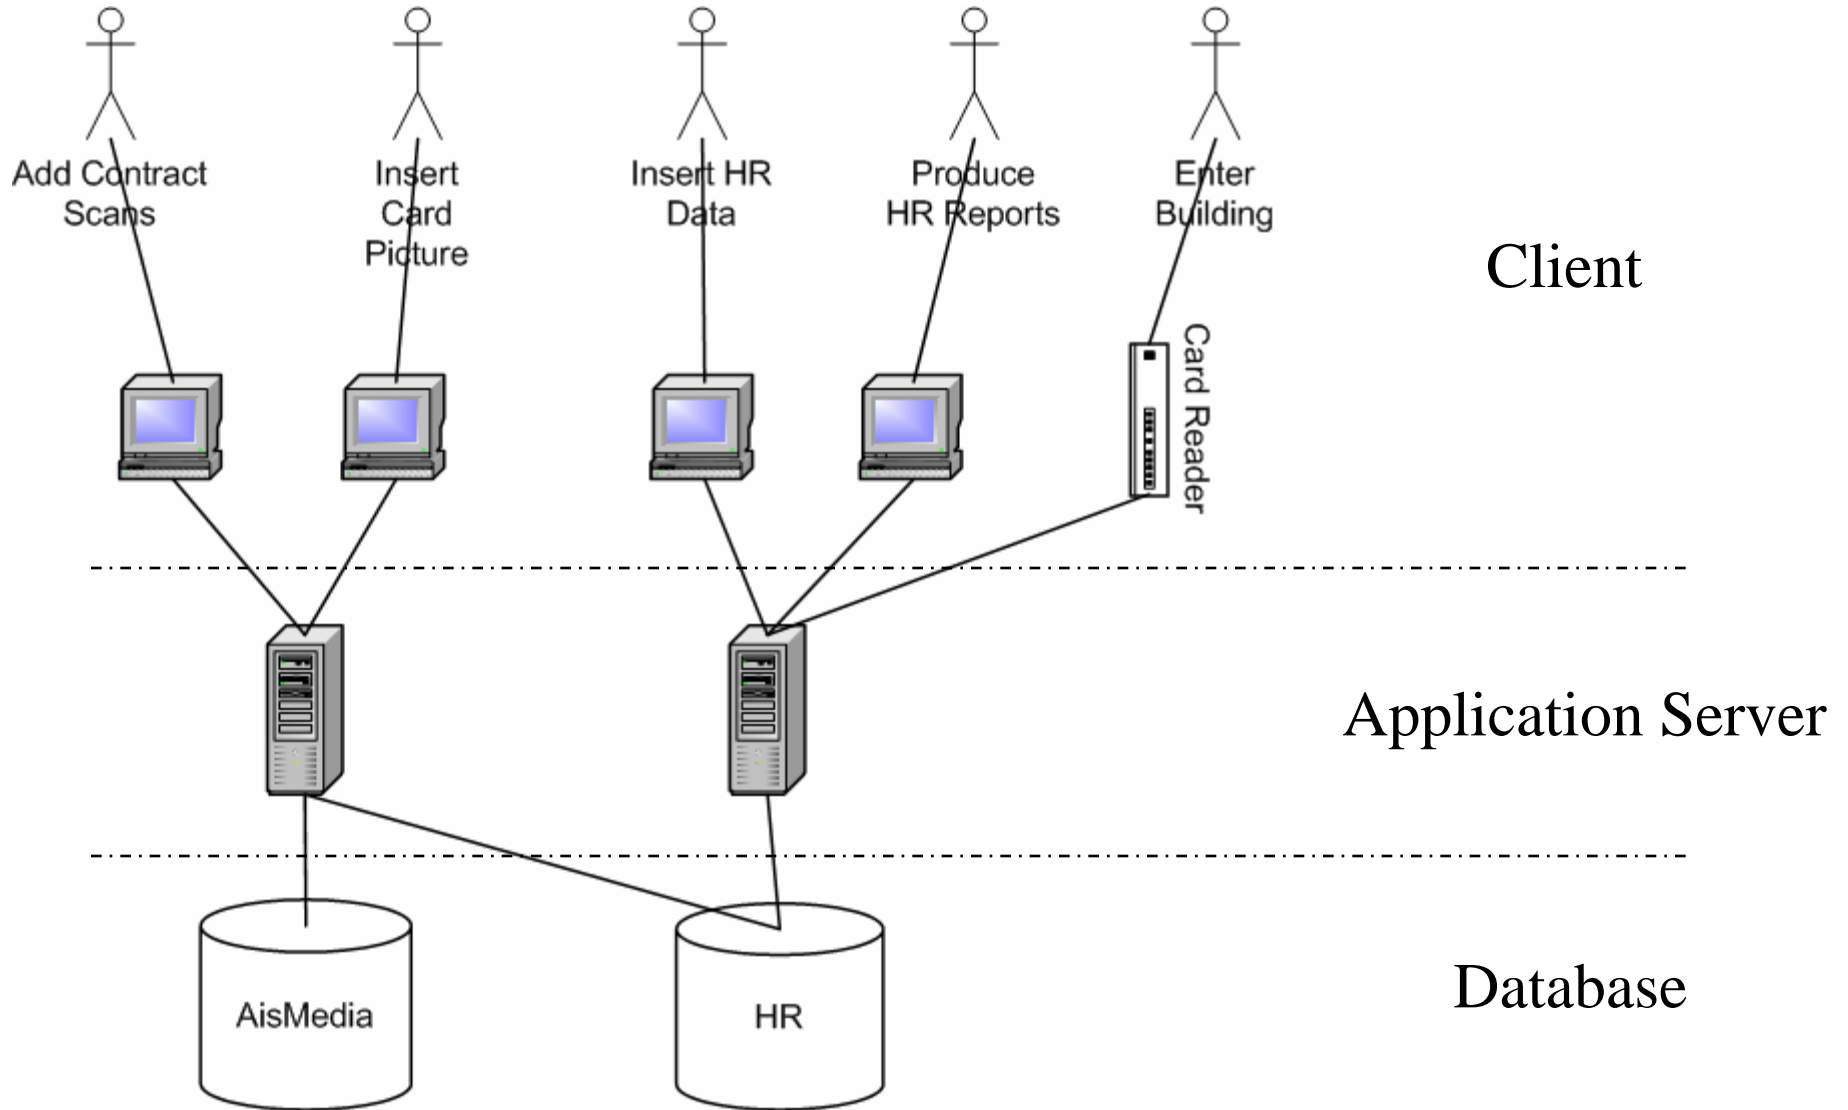 Add Contract
Scans
Insert
Card
Picture
Insert HR
Data
Produce
HR Reports
Enter
Building
Client
Card Reader
Application Server
AisMedia
HR
Database